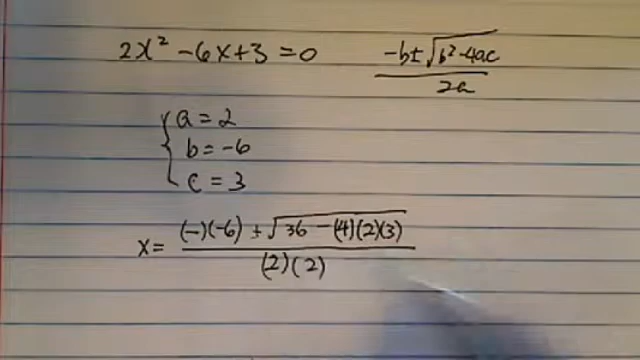 2x² - 6x + 3 = 0
(-b ± √(b² - 4ac)) / 2a
a = 2
b = -6
c = 3
x = ((-)(-6) ± √(36 - (4)(2)(3))) / (2)(2)